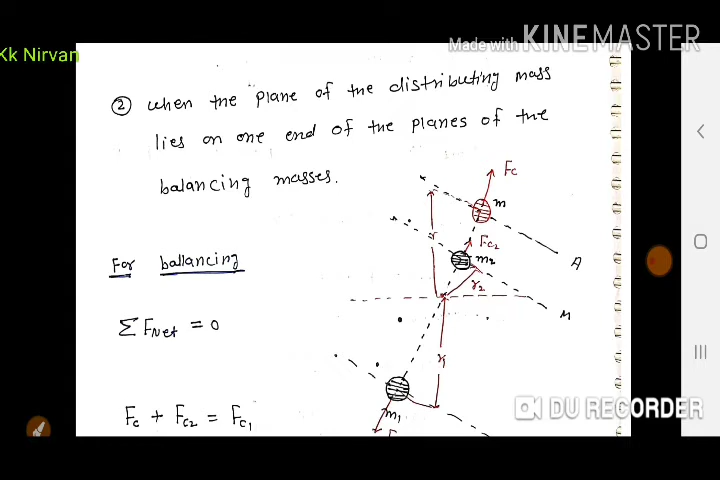 Made with KINEMASTER
Kk Nirvan
② When the plane of the distributing mass
lies on one end of the planes of the
balancing masses.
Fc
m
Fc2
m2
r
r2
A
M
For ballancing
ΣFNet = 0
r1
m1
F
Fc + Fc2 = Fc1
DU RECORDER